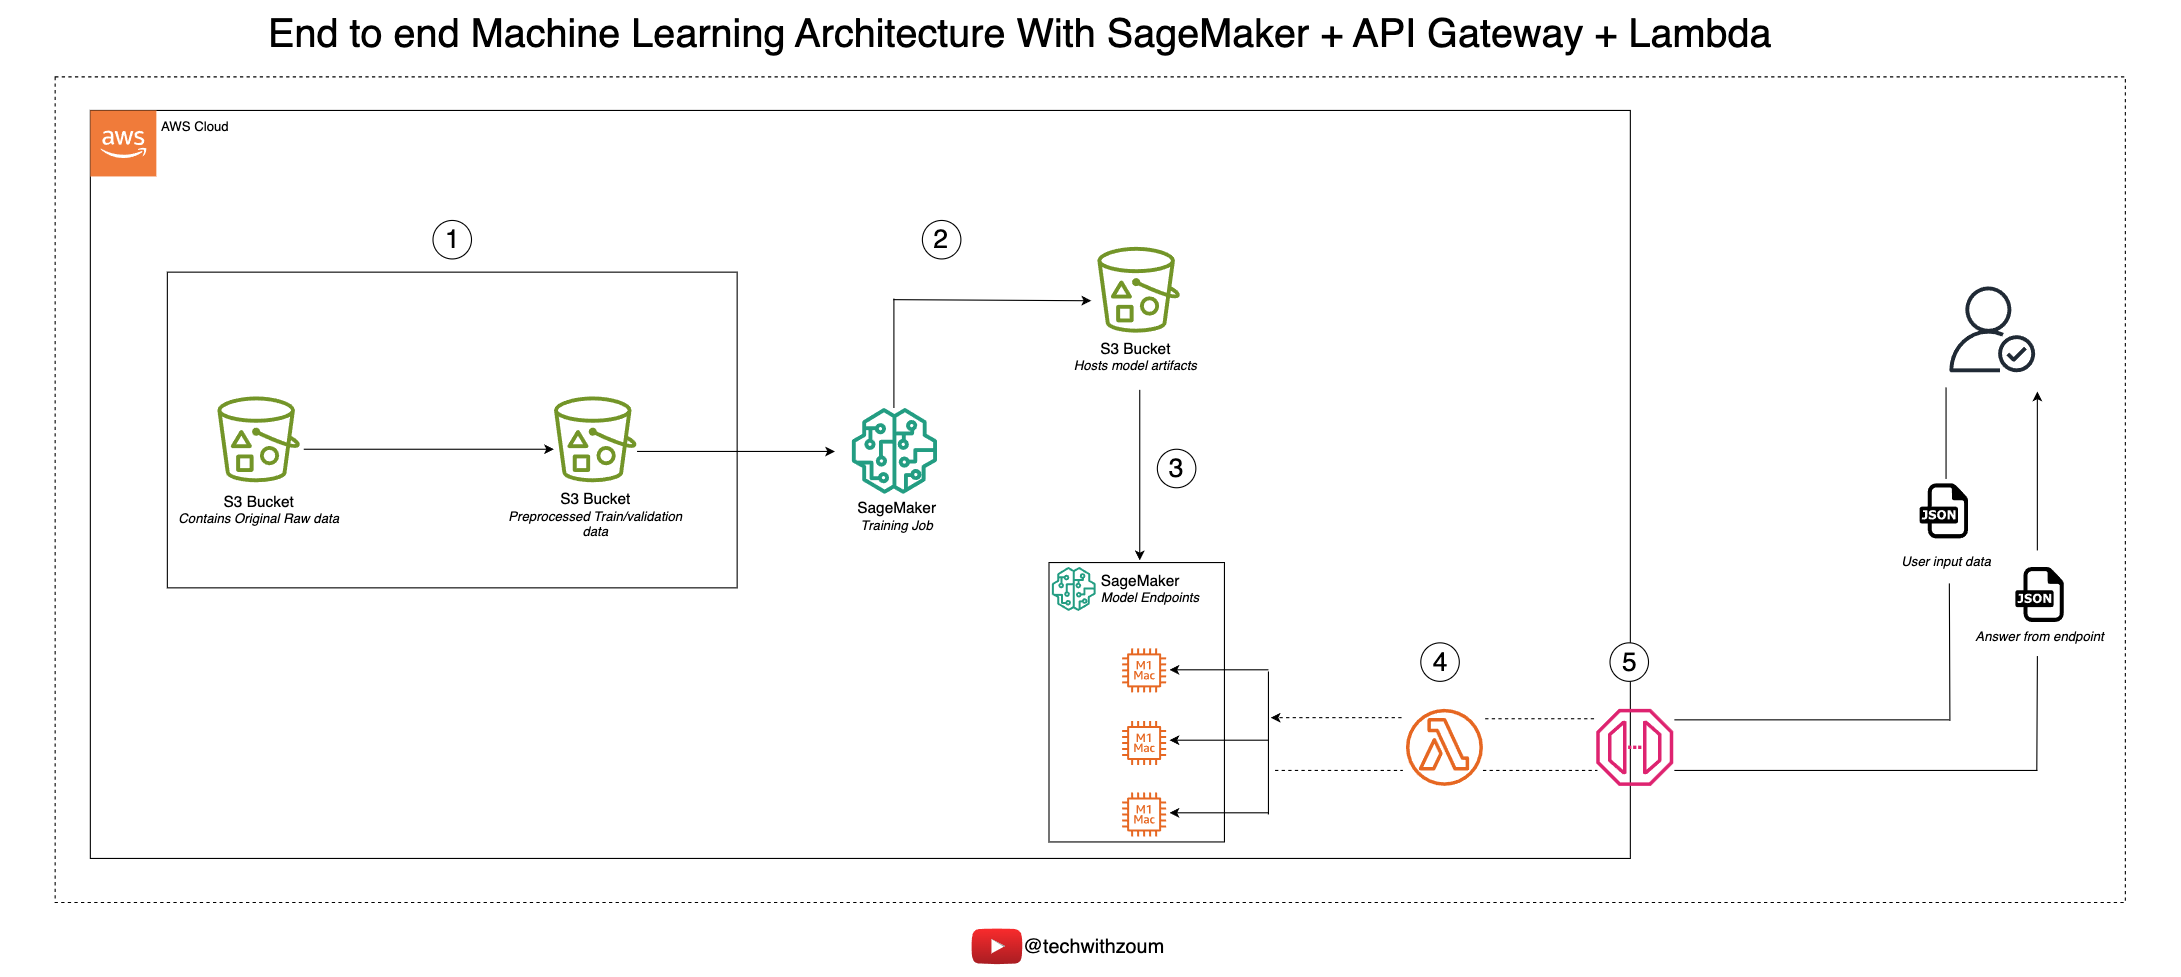 End to end Machine Learning Architecture With SageMaker + API Gateway + Lambda
aws
AWS Cloud
1
2
S3 Bucket
Hosts model artifacts
S3 Bucket
Contains Original Raw data
S3 Bucket
Preprocessed Train/validation
data
SageMaker
Training Job
3
SageMaker
Model Endpoints
M1
Mac
M1
Mac
M1
Mac
4
5
JSON
User input data
JSON
Answer from endpoint
@techwithzoum